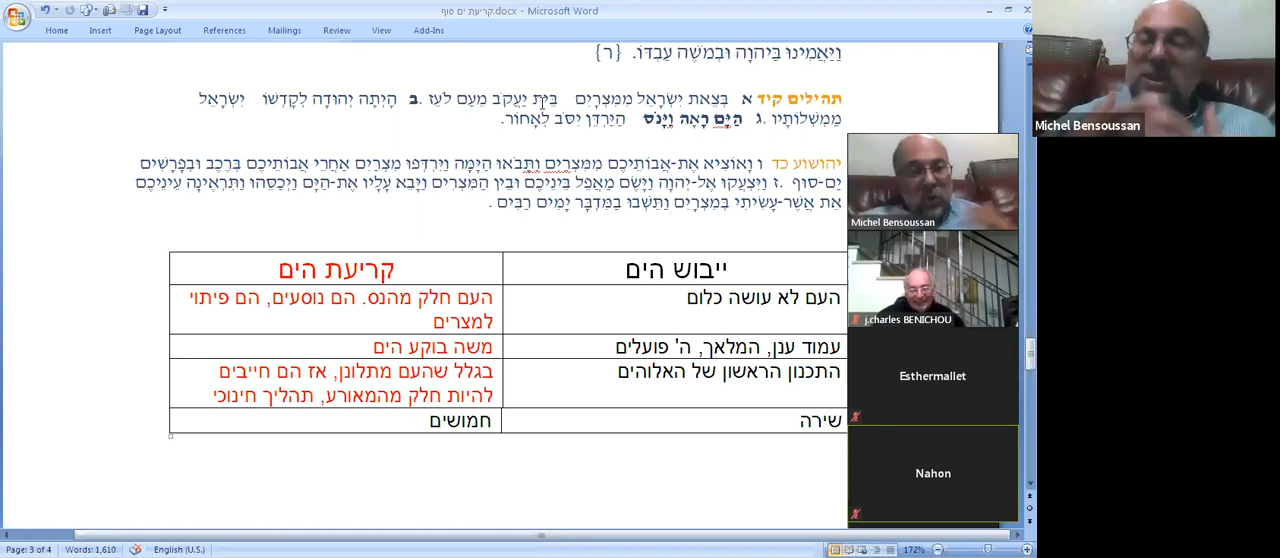 קריעת ים סוף.docx - Microsoft Word
Home Insert Page Layout References Mailings Review View Add-Ins
וַיַּאֲמִינוּ בַּיהוָה וּבְמֹשֶׁה עַבְדּוֹ. {ר}
תהילים קיד א בְּצֵאת יִשְׂרָאֵל מִמִּצְרָיִם בֵּית יַעֲקֹב מֵעַם לֹעֵז. ב הָיְתָה יְהוּדָה לְקָדְשׁוֹ יִשְׂרָאֵל
מַמְשְׁלוֹתָיו. ג הַיָּם רָאָה וַיָּנֹס הַיַּרְדֵּן יִסֹּב לְאָחוֹר.
יהושוע כד ו וָאוֹצִיא אֶת-אֲבוֹתֵיכֶם מִמִּצְרַיִם וַתָּבֹאוּ הַיָּמָּה וַיִּרְדְּפוּ מִצְרַיִם אַחֲרֵי אֲבוֹתֵיכֶם בְּרֶכֶב וּבְפָרָשִׁים
יַם-סוּף. ז וַיִּצְעֲקוּ אֶל-יְהוָה וַיָּשֶׂם מַאֲפֵל בֵּינֵיכֶם וּבֵין הַמִּצְרִים וַיָּבֵא עָלָיו אֶת-הַיָּם וַיְכַסֵּהוּ וַתִּרְאֶינָה עֵינֵיכֶם
אֵת אֲשֶׁר-עָשִׂיתִי בְּמִצְרָיִם וַתֵּשְׁבוּ בַמִּדְבָּר יָמִים רַבִּים.
ייבוש הים קריעת הים
העם לא עושה כלום העם חלק מהנס. הם נוסעים, הם פיתוי
למצרים
עמוד ענן, המלאך, ה' פועלים משה בוקע הים
התכנון הראשון של האלוהים בגלל שהעם מתלונן, אז הם חייבים
להיות חלק מהמאורע, תהליך חינוכי
שירה חמושים
Michel Bensoussan
Michel Bensoussan
j.charles BENICHOU
Esthermallet
Nahon
Page: 3 of 4 Words: 1,610 English (U.S.) 172%